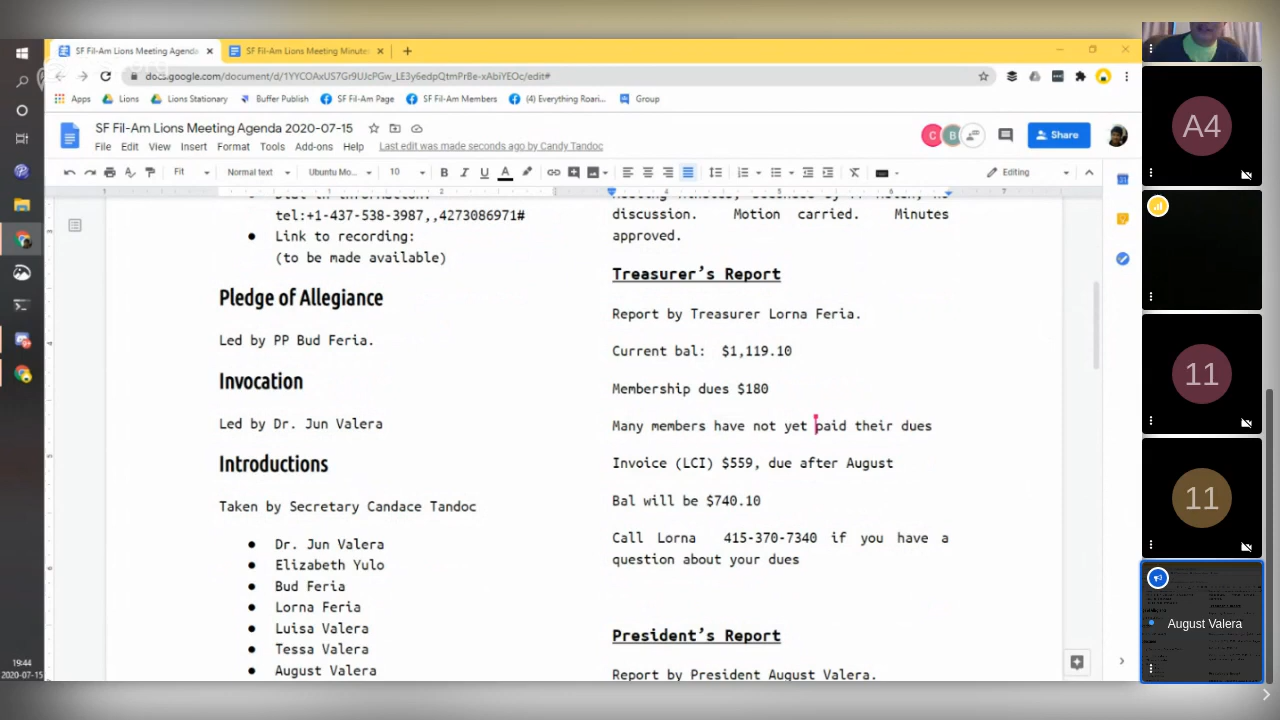 SF Fil-Am Lions Meeting Agenda
SF Fil-Am Lions Meeting Minute
docs.google.com/document/d/1YYCOAxUS7Gr9UJcPGw_LE3y6edpQtmPrBe-xAbiYEOc/edit#
Apps
Lions
Lions Stationary
Buffer Publish
SF Fil-Am Page
SF Fil-Am Members
(4) Everything Roari...
Group
SF Fil-Am Lions Meeting Agenda 2020-07-15
C
B
Share
File Edit View Insert Format Tools Add-ons Help
Last edit was made seconds ago by Candy Tandoc
Fit
Normal text
Ubuntu Mo...
10
B I U A
Editing
1 1 2 3 4 5 6 7
tel:+1-437-538-3987,,4273086971#
Link to recording:
(to be made available)
Pledge of Allegiance
Led by PP Bud Feria.
Invocation
Led by Dr. Jun Valera
Introductions
Taken by Secretary Candace Tandoc
Dr. Jun Valera
Elizabeth Yulo
Bud Feria
Lorna Feria
Luisa Valera
Tessa Valera
August Valera
discussion. Motion carried. Minutes
approved.
Treasurer's Report
Report by Treasurer Lorna Feria.
Current bal: $1,119.10
Membership dues $180
Many members have not yet paid their dues
Invoice (LCI) $559, due after August
Bal will be $740.10
Call Lorna 415-370-7340 if you have a
question about your dues
President's Report
Report by President August Valera.
19:44
2020-07-15
A4
11
11
August Valera